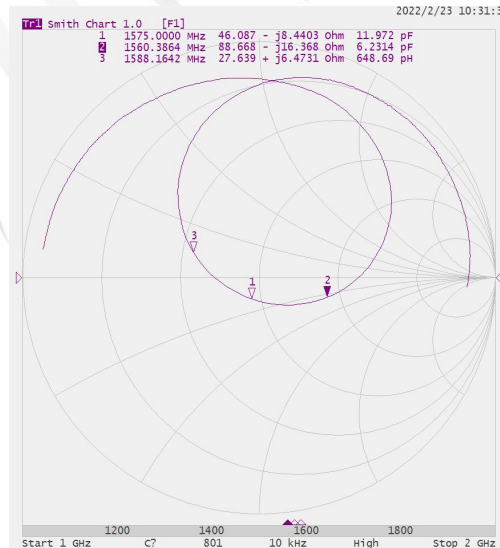 2022/2/23 10:31:3
Tr1 Smith Chart 1.0 [F1]
1 1575.0000 MHz 46.087 - j8.4403 Ohm 11.972 pF
2 1560.3864 MHz 88.668 - j16.368 Ohm 6.2314 pF
3 1588.1642 MHz 27.639 + j6.4731 Ohm 648.69 pH
3
1
2
1200 1400 1600 1800
Start 1 GHz C? 801 10 kHz High Stop 2 GHz